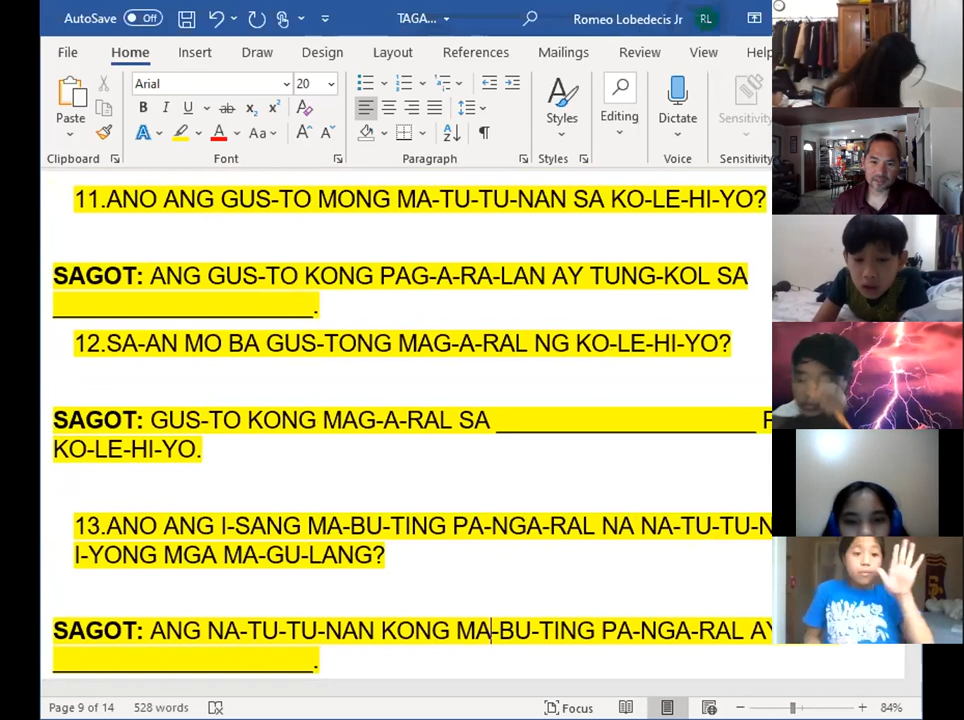 AutoSave Off TAGA... Romeo Lobedecis Jr RL
File Home Insert Draw Design Layout References Mailings Review View Help
Paste Arial 20 Styles Editing Dictate Sensitivity
Clipboard Font Paragraph Styles Voice Sensitivity
11.ANO ANG GUS-TO MONG MA-TU-TU-NAN SA KO-LE-HI-YO?
SAGOT: ANG GUS-TO KONG PAG-A-RA-LAN AY TUNG-KOL SA
____________________.
12.SA-AN MO BA GUS-TONG MAG-A-RAL NG KO-LE-HI-YO?
SAGOT: GUS-TO KONG MAG-A-RAL SA ____________________
KO-LE-HI-YO.
13.ANO ANG I-SANG MA-BU-TING PA-NGA-RAL NA NA-TU-TU-N
I-YONG MGA MA-GU-LANG?
SAGOT: ANG NA-TU-TU-NAN KONG MA-BU-TING PA-NGA-RAL AY
____________________.
Page 9 of 14 528 words Focus 84%